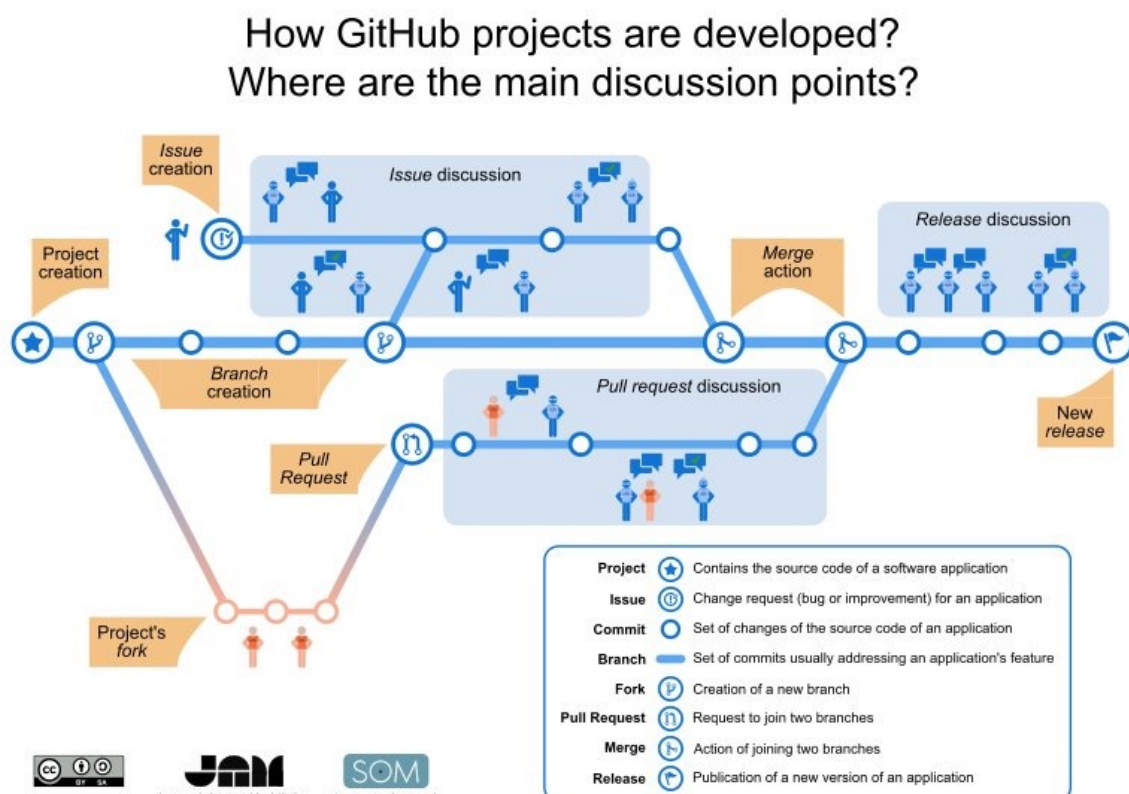 How GitHub projects are developed?
Where are the main discussion points?
Issue
creation
Issue discussion
Project
creation
Merge
action
Release discussion
Branch
creation
Pull request discussion
Pull
Request
New
release
Project's
fork
Project Contains the source code of a software application
Issue Change request (bug or improvement) for an application
Commit Set of changes of the source code of an application
Branch Set of commits usually addressing an application's feature
Fork Creation of a new branch
Pull Request Request to join two branches
Merge Action of joining two branches
Release Publication of a new version of an application
cc BY SA
JAM
SOM